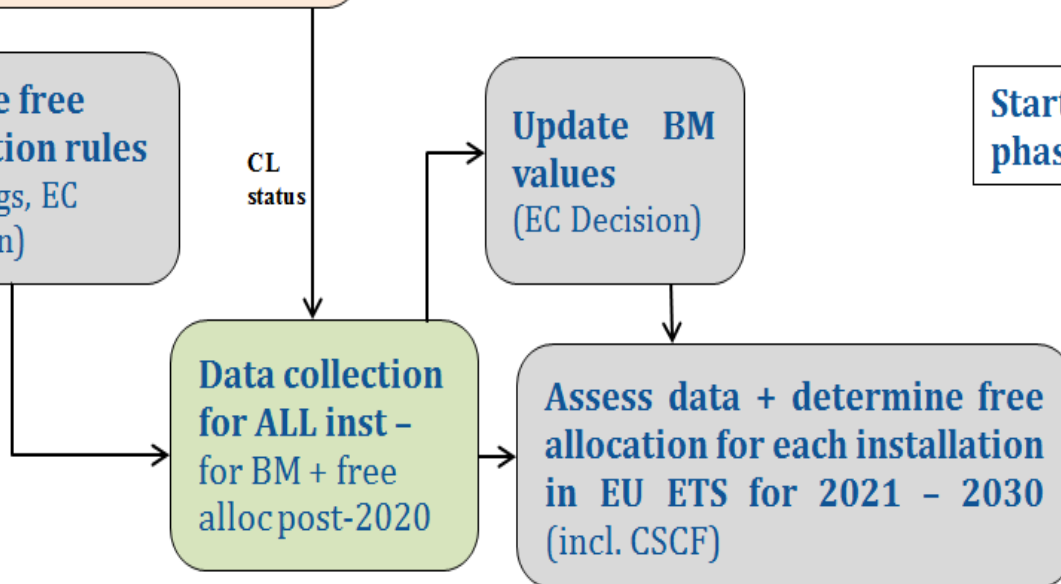 e free
tion rules
gs, EC
n)
CL
status
Update BM
values
(EC Decision)
Start
phas
Data collection
for ALL inst –
for BM + free
alloc post-2020
Assess data + determine free
allocation for each installation
in EU ETS for 2021 – 2030
(incl. CSCF)